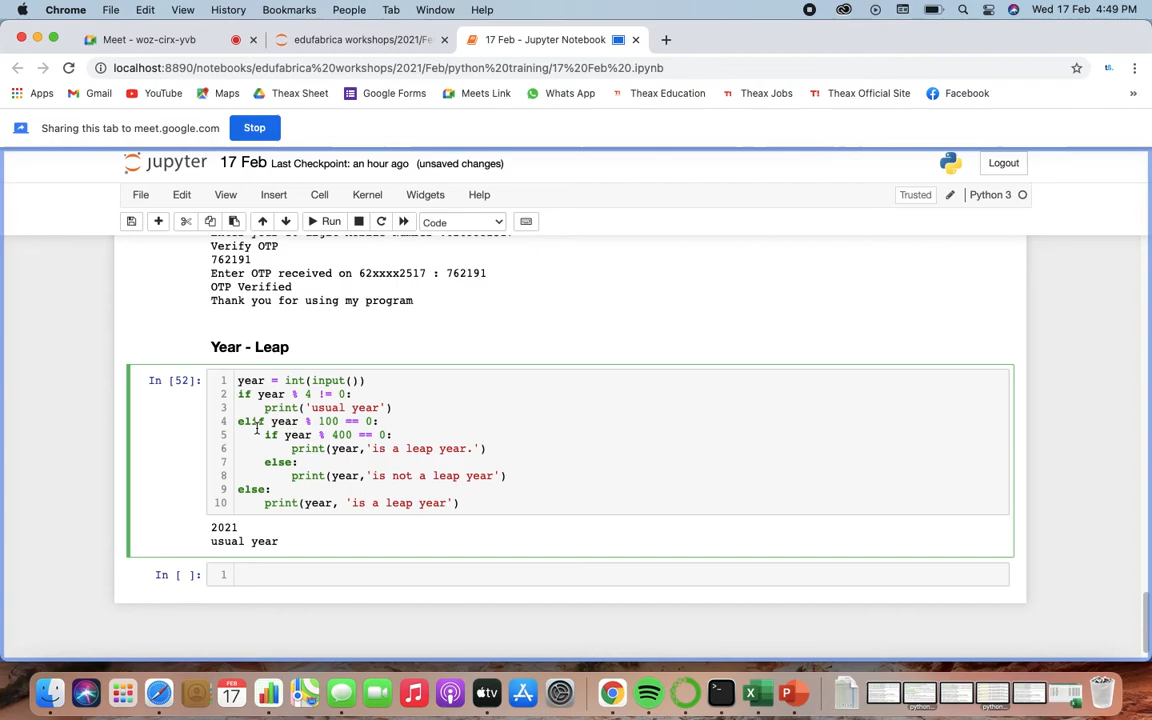 Chrome File Edit View History Bookmarks People Tab Window Help Wed 17 Feb 4:49 PM
Meet - woz-cirx-yvb
edufabrica workshops/2021/Fe
17 Feb - Jupyter Notebook
localhost:8890/notebooks/edufabrica%20workshops/2021/Feb/python%20training/17%20Feb%20.ipynb
Apps Gmail YouTube Maps Theax Sheet Google Forms Meets Link Whats App Theax Education Theax Jobs Theax Official Site Facebook
Sharing this tab to meet.google.com Stop
jupyter 17 Feb Last Checkpoint: an hour ago (unsaved changes) Logout
File Edit View Insert Cell Kernel Widgets Help Trusted Python 3
Run Code
Verify OTP
762191
Enter OTP received on 62xxxx2517 : 762191
OTP Verified
Thank you for using my program
Year - Leap
In [52]: 1 year = int(input())
2 if year % 4 != 0:
3 print('usual year')
4 elif year % 100 == 0:
5 if year % 400 == 0:
6 print(year,'is a leap year.')
7 else:
8 print(year,'is not a leap year')
9 else:
10 print(year, 'is a leap year')
2021
usual year
In [ ]: 1
FEB
17